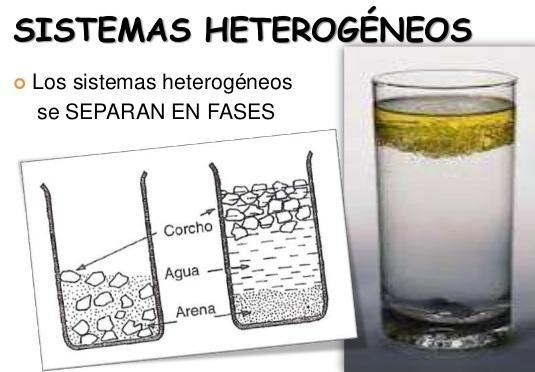 SISTEMAS HETEROGÉNEOS
Los sistemas heterogéneos
se SEPARAN EN FASES
Corcho
Agua
Arena